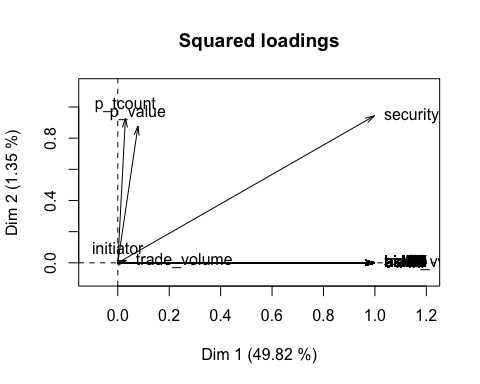 Squared loadings
p_tcount
p_value
security
initiator
trade_volume
Dim 2 (1.35 %)
0.8
0.4
0.0
0.0 0.2 0.4 0.6 0.8 1.0 1.2
Dim 1 (49.82 %)